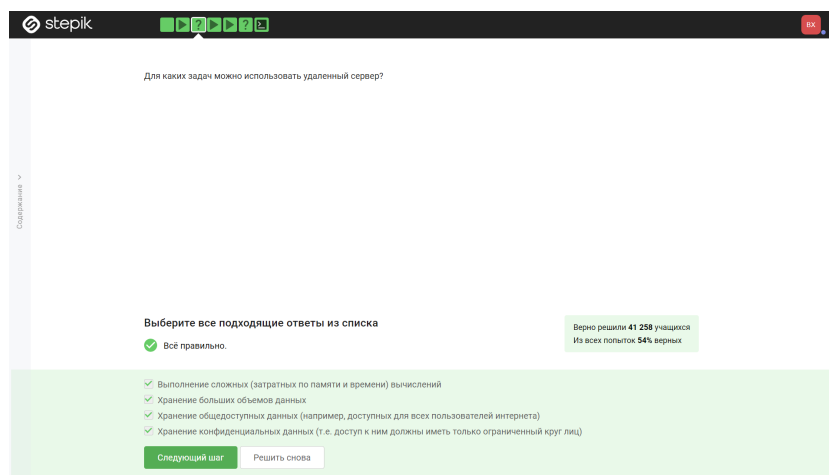 stepik
? ?
ВХ
Для каких задач можно использовать удаленный сервер?
Содержание
Выберите все подходящие ответы из списка
Всё правильно.
Верно решили 41 258 учащихся
Из всех попыток 54% верных
Выполнение сложных (затратных по памяти и времени) вычислений
Хранение больших объемов данных
Хранение общедоступных данных (например, доступных для всех пользователей интернета)
Хранение конфиденциальных данных (т.е. доступ к ним должны иметь только ограниченный круг лиц)
Следующий шаг Решить снова